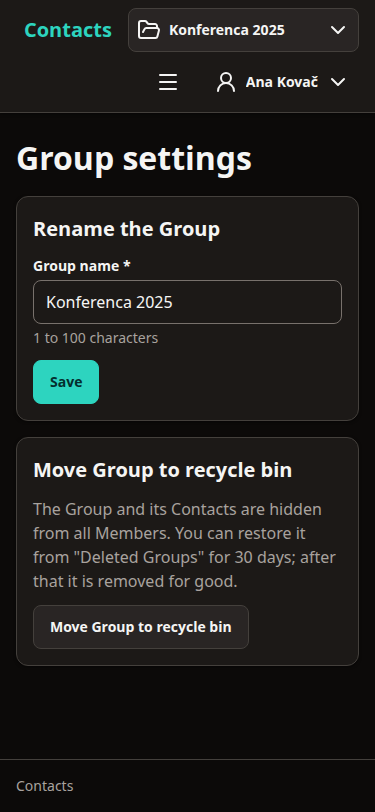 Contacts
Konferenca 2025
Ana Kovač
Group settings
Rename the Group
Group name *
Konferenca 2025
1 to 100 characters
Save
Move Group to recycle bin
The Group and its Contacts are hidden
from all Members. You can restore it
from "Deleted Groups" for 30 days; after
that it is removed for good.
Move Group to recycle bin
Contacts